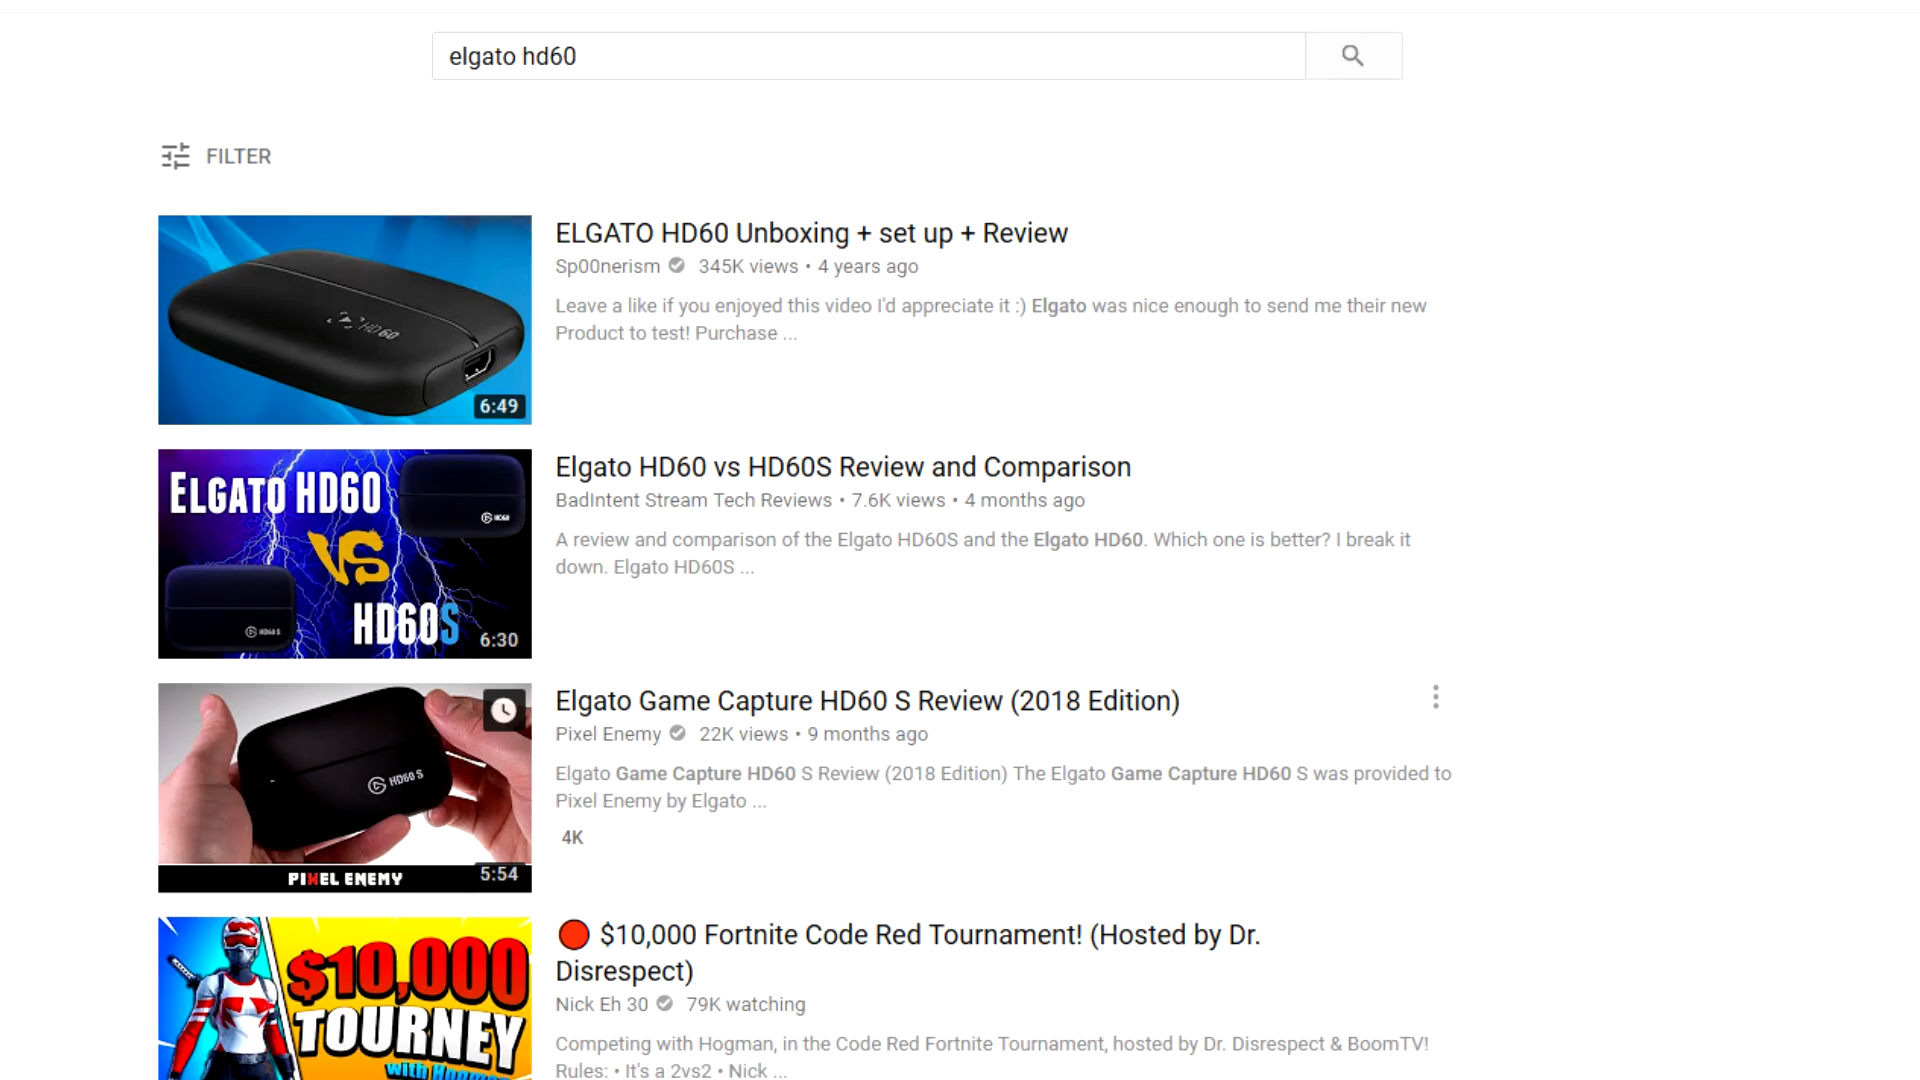 elgato hd60
FILTER
HD60
6:49
ELGATO HD60 Unboxing + set up + Review
Sp00nerism 345K views • 4 years ago
Leave a like if you enjoyed this video I'd appreciate it :) Elgato was nice enough to send me their new
Product to test! Purchase ...
ELGATO HD60
HD60
VS
HD60S
HD60 S
6:30
Elgato HD60 vs HD60S Review and Comparison
BadIntent Stream Tech Reviews • 7.6K views • 4 months ago
A review and comparison of the Elgato HD60S and the Elgato HD60. Which one is better? I break it
down. Elgato HD60S ...
HD60 S
PIXEL ENEMY
5:54
Elgato Game Capture HD60 S Review (2018 Edition)
Pixel Enemy 22K views • 9 months ago
Elgato Game Capture HD60 S Review (2018 Edition) The Elgato Game Capture HD60 S was provided to
Pixel Enemy by Elgato ...
4K
$10,000
TOURNEY
with Hogman
🔴 $10,000 Fortnite Code Red Tournament! (Hosted by Dr.
Disrespect)
Nick Eh 30 79K watching
Competing with Hogman, in the Code Red Fortnite Tournament, hosted by Dr. Disrespect & BoomTV!
Rules: • It's a 2vs2 • Nick ...